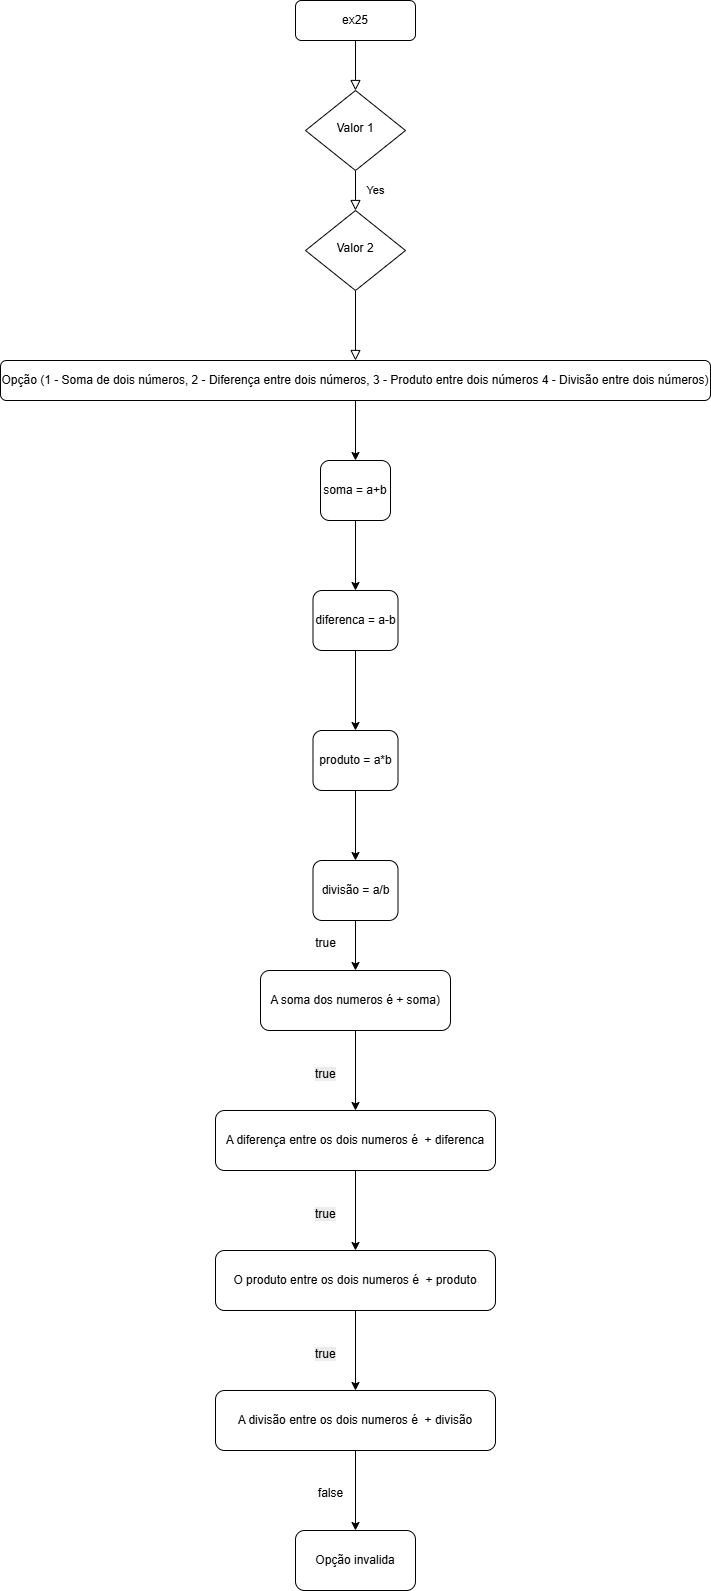 ex25
Valor 1
Yes
Valor 2
Opção (1 - Soma de dois números, 2 - Diferença entre dois números, 3 - Produto entre dois números 4 - Divisão entre dois números)
soma = a+b
diferenca = a-b
produto = a*b
divisão = a/b
true
A soma dos numeros é + soma)
true
A diferença entre os dois numeros é  + diferenca
true
O produto entre os dois numeros é  + produto
true
A divisão entre os dois numeros é  + divisão
false
Opção invalida